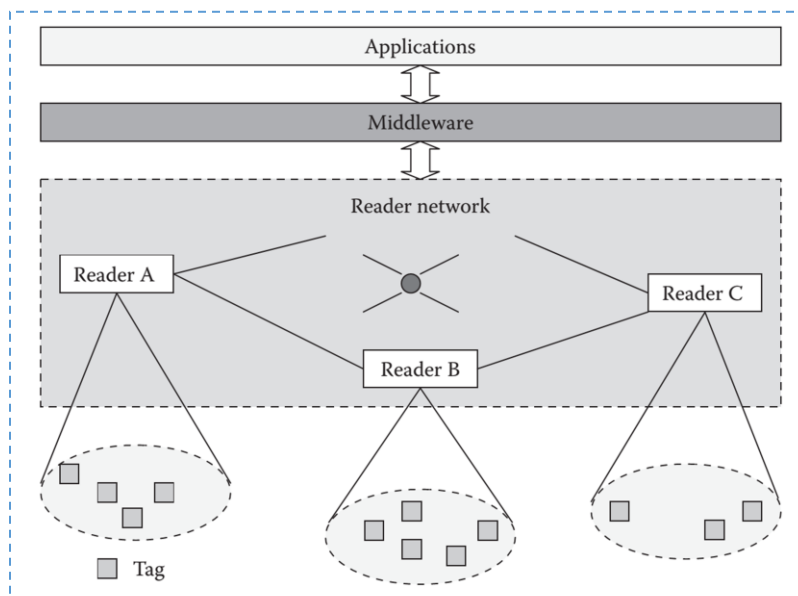 Applications
Middleware
Reader network
Reader A
Reader C
Reader B
Tag